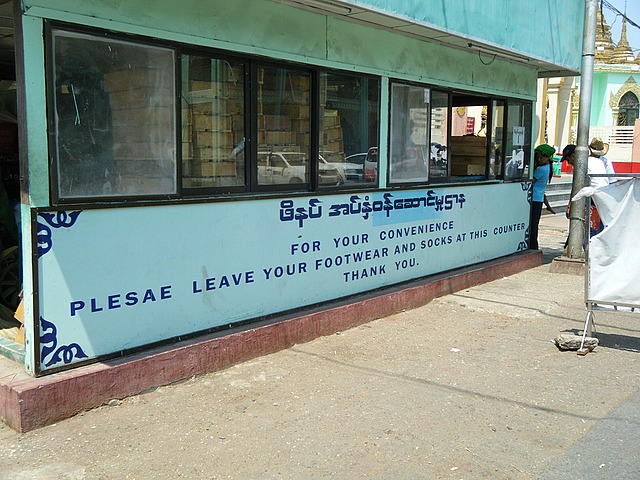 ဖိနပ် အပ်နှံဝန်ဆောင်မှုဌာန
FOR YOUR CONVENIENCE
PLESAE LEAVE YOUR FOOTWEAR AND SOCKS AT THIS COUNTER
THANK YOU.